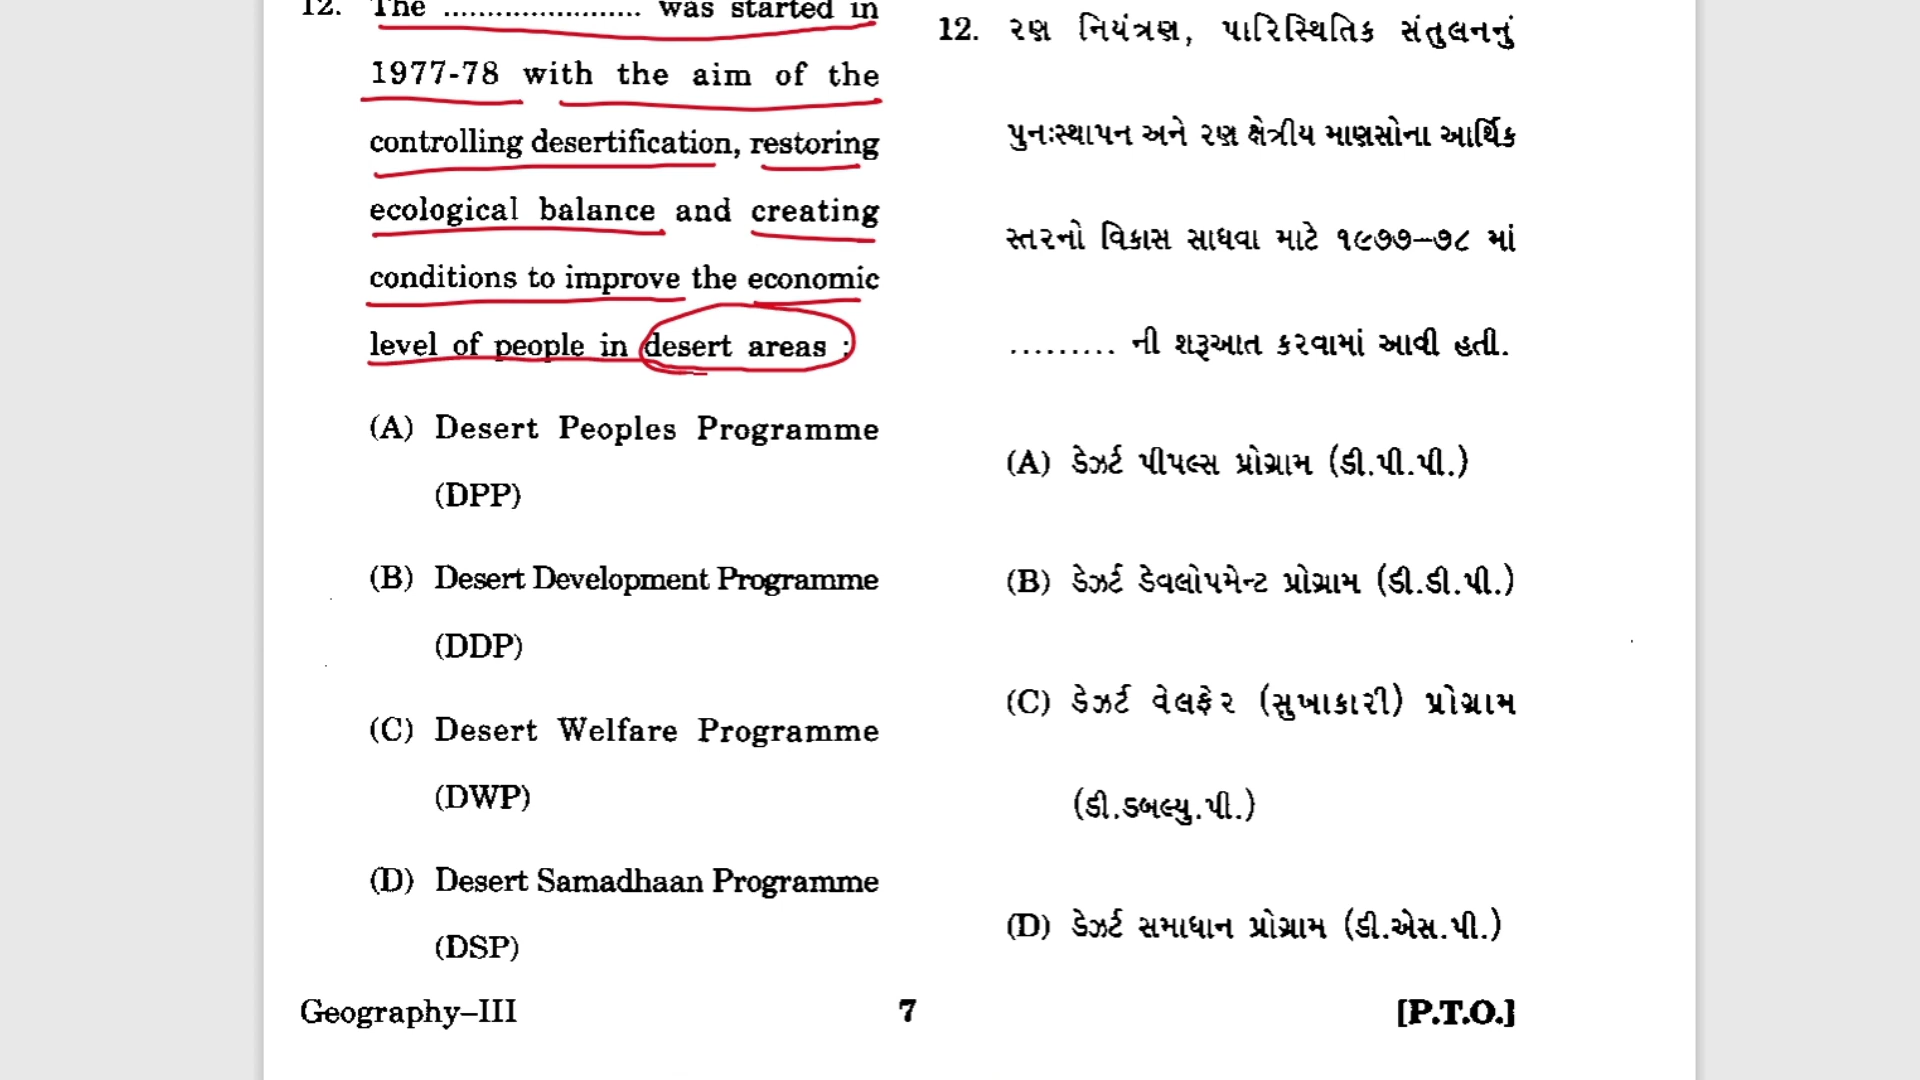 12. The ....................... was started in
1977-78 with the aim of the
controlling desertification, restoring
ecological balance and creating
conditions to improve the economic
level of people in desert areas :
(A) Desert Peoples Programme
(DPP)
(B) Desert Development Programme
(DDP)
(C) Desert Welfare Programme
(DWP)
(D) Desert Samadhaan Programme
(DSP)
12. રણ નિયંત્રણ, પારિસ્થિતિક સંતુલનનું
પુનઃસ્થાપન અને રણ ક્ષેત્રીય માણસોના આર્થિક
સ્તરનો વિકાસ સાધવા માટે ૧૯૭૭–૭૮ માં
......... ની શરૂઆત કરવામાં આવી હતી.
(A) ડેઝર્ટ પીપલ્સ પ્રોગ્રામ (ડી.પી.પી.)
(B) ડેઝર્ટ ડેવલોપમેન્ટ પ્રોગ્રામ (ડી.ડી.પી.)
(C) ડેઝર્ટ વેલફેર (સુખાકારી) પ્રોગ્રામ
(ડી.ડબલ્યુ.પી.)
(D) ડેઝર્ટ સમાધાન પ્રોગ્રામ (ડી.એસ.પી.)
Geography–III
7
[P.T.O.]